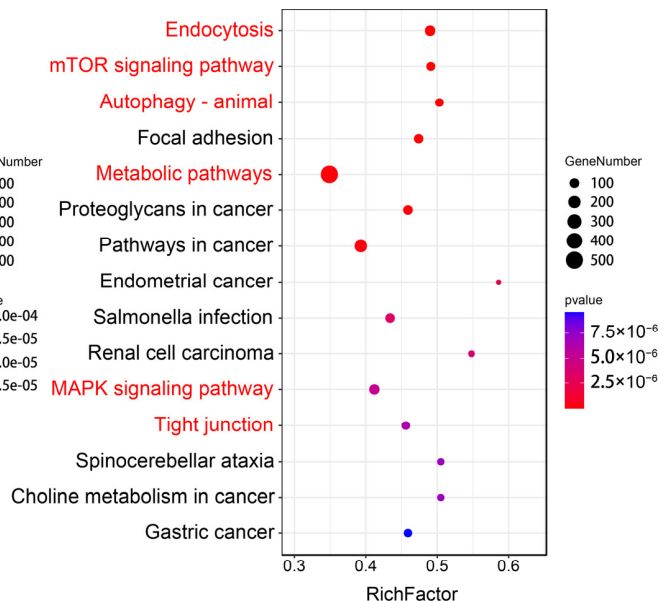 Endocytosis
mTOR signaling pathway
Autophagy - animal
Focal adhesion
Metabolic pathways
Proteoglycans in cancer
Pathways in cancer
Endometrial cancer
Salmonella infection
Renal cell carcinoma
MAPK signaling pathway
Tight junction
Spinocerebellar ataxia
Choline metabolism in cancer
Gastric cancer
0.3 0.4 0.5 0.6
RichFactor
Number
00
00
00
00
00
e
.0e-04
.5e-05
.0e-05
.5e-05
GeneNumber
100
200
300
400
500
pvalue
7.5×10⁻⁶
5.0×10⁻⁶
2.5×10⁻⁶